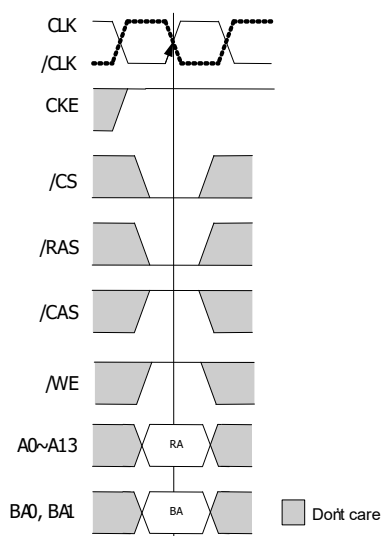 CLK
/CLK
CKE
/CS
/RAS
/CAS
/WE
A0~A13
RA
BA0, BA1
BA
Don't care